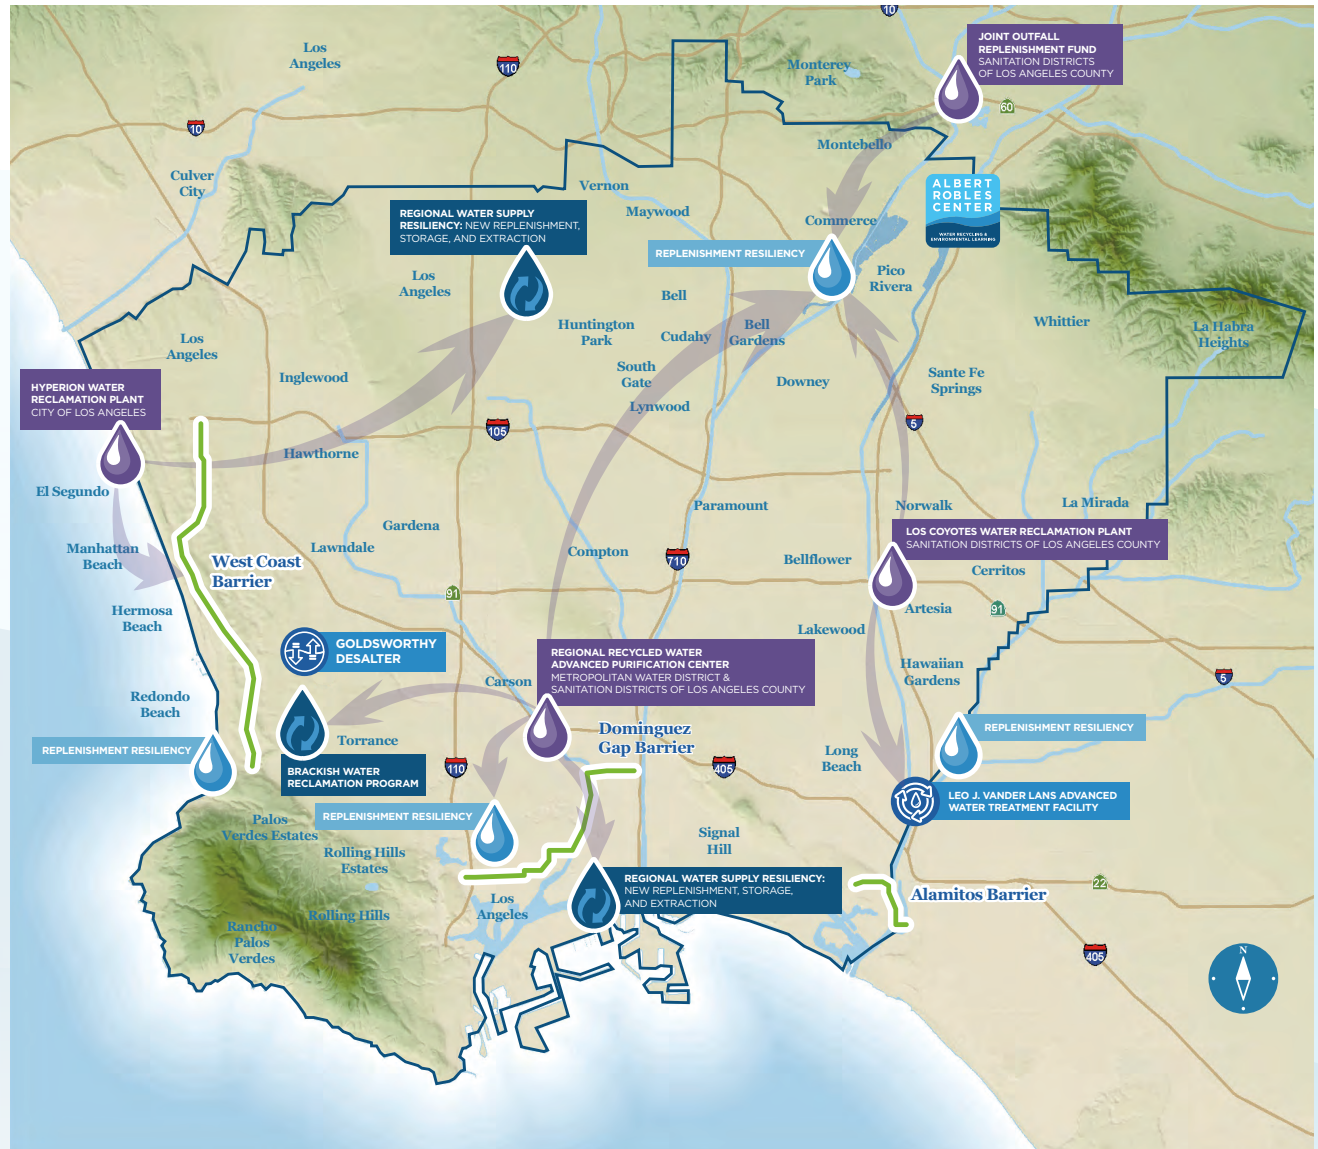 10
JOINT OUTFALL
REPLENISHMENT FUND
SANITATION DISTRICTS
OF LOS ANGELES COUNTY
Los
Angeles
110
Monterey
Park
60
10
Montebello
Culver
City
ALBERT
ROBLES
CENTER
WATER RECYCLING &
ENVIRONMENTAL LEARNING
Vernon
REGIONAL WATER SUPPLY
RESILIENCY: NEW REPLENISHMENT,
STORAGE, AND EXTRACTION
Maywood
Commerce
REPLENISHMENT RESILIENCY
Los
Angeles
Pico
Rivera
Bell
Huntington
Park
Cudahy
Bell
Gardens
Whittier
La Habra
Heights
Los
Angeles
Inglewood
South
Gate
Downey
Sante Fe
Springs
HYPERION WATER
RECLAMATION PLANT
CITY OF LOS ANGELES
Lynwood
105
5
Hawthorne
El Segundo
Paramount
Norwalk
La Mirada
Gardena
LOS COYOTES WATER RECLAMATION PLANT
SANITATION DISTRICTS OF LOS ANGELES COUNTY
Manhattan
Beach
Lawndale
West Coast
Barrier
Compton
710
Bellflower
Cerritos
91
Hermosa
Beach
Artesia
91
Lakewood
GOLDSWORTHY
DESALTER
REGIONAL RECYCLED WATER
ADVANCED PURIFICATION CENTER
METROPOLITAN WATER DISTRICT &
SANITATION DISTRICTS OF LOS ANGELES COUNTY
Hawaiian
Gardens
5
Carson
Redondo
Beach
Dominguez
Gap Barrier
REPLENISHMENT RESILIENCY
REPLENISHMENT RESILIENCY
Torrance
Long
Beach
110
405
BRACKISH WATER
RECLAMATION PROGRAM
LEO J. VANDER LANS ADVANCED
WATER TREATMENT FACILITY
REPLENISHMENT RESILIENCY
Palos
Verdes Estates
Signal
Hill
Rolling Hills
Estates
REGIONAL WATER SUPPLY RESILIENCY:
NEW REPLENISHMENT, STORAGE,
AND EXTRACTION
22
Alamitos Barrier
Los
Angeles
Rolling Hills
Rancho
Palos
Verdes
405
N